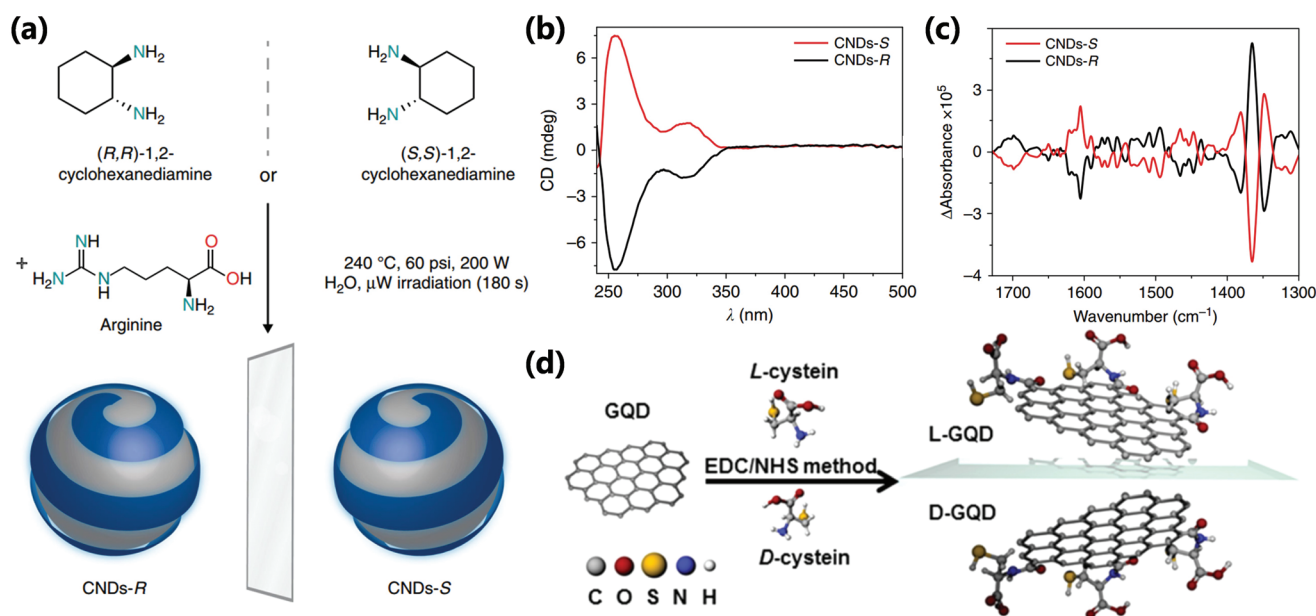 (a)
NH₂
NH₂
(R,R)-1,2-
cyclohexanediamine
or
H₂N
H₂N
(S,S)-1,2-
cyclohexanediamine
+
NH
H₂N
N
H
O
OH
NH₂
Arginine
240 °C, 60 psi, 200 W
H₂O, μW irradiation (180 s)
CNDs-R
CNDs-S
(b)
CD (mdeg)
6
3
0
–3
–6
CNDs-S
CNDs-R
250 300 350 400 450 500
λ (nm)
(c)
ΔAbsorbance ×10⁵
3
0
–3
–4
CNDs-S
CNDs-R
1700 1600 1500 1400 1300
Wavenumber (cm⁻¹)
(d)
GQD
L-cystein
EDC/NHS method
D-cystein
C O S N H
L-GQD
D-GQD